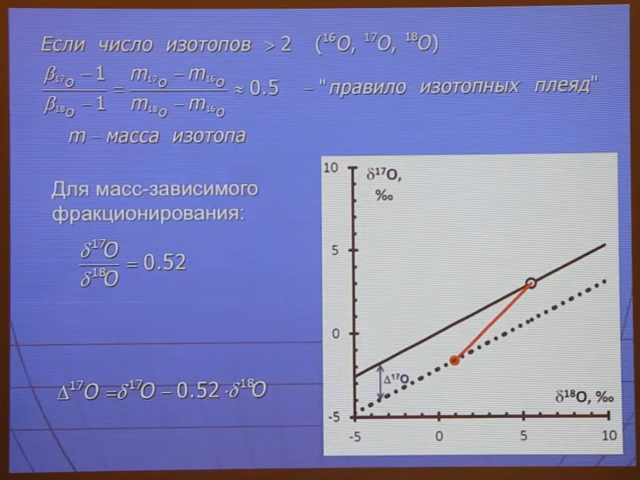 Если число изотопов > 2 (¹⁶O, ¹⁷O, ¹⁸O)
(β₁₇O − 1)/(β₁₈O − 1) = (m₁₇O − m₁₆O)/(m₁₈O − m₁₆O) ≈ 0.5 – "правило изотопных плеяд"
m – масса изотопа
Для масс-зависимого
фракционирования:
δ¹⁷O/δ¹⁸O = 0.52
Δ¹⁷O = δ¹⁷O − 0.52 · δ¹⁸O
10
δ¹⁷O,
‰
5
0
Δ¹⁷O
δ¹⁸O, ‰
-5
-5 0 5 10